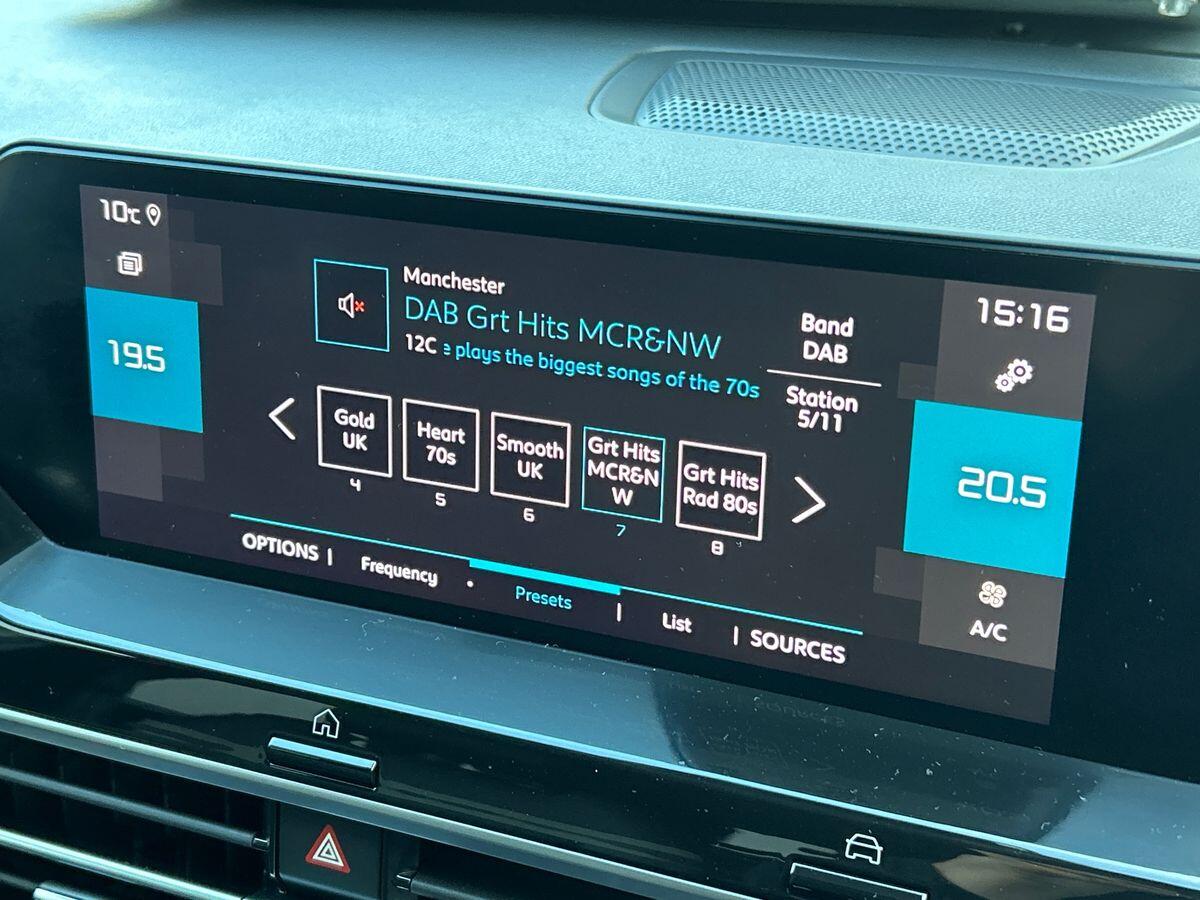 10°C
19.5
Manchester
DAB Grt Hits MCR&NW
12C e plays the biggest songs of the 70s
Band
DAB
Station
5/11
Gold
UK
4
Heart
70s
5
Smooth
UK
6
Grt Hits
MCR&N
W
7
Grt Hits
Rad 80s
8
OPTIONS
Frequency
Presets
List
SOURCES
15:16
20.5
A/C